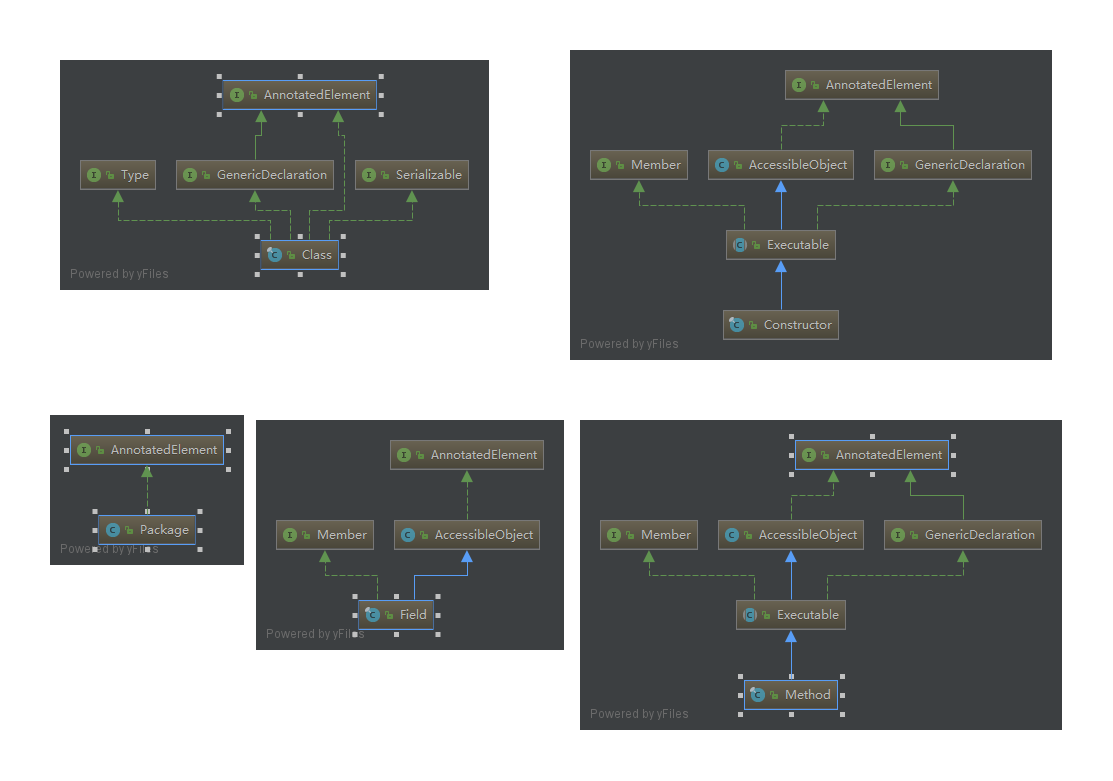 AnnotatedElement
Type
GenericDeclaration
Serializable
Class
Powered by yFiles
AnnotatedElement
Member
AccessibleObject
GenericDeclaration
Executable
Constructor
Powered by yFiles
AnnotatedElement
Package
Powered by yFiles
AnnotatedElement
Member
AccessibleObject
Field
Powered by yFiles
AnnotatedElement
Member
AccessibleObject
GenericDeclaration
Executable
Method
Powered by yFiles